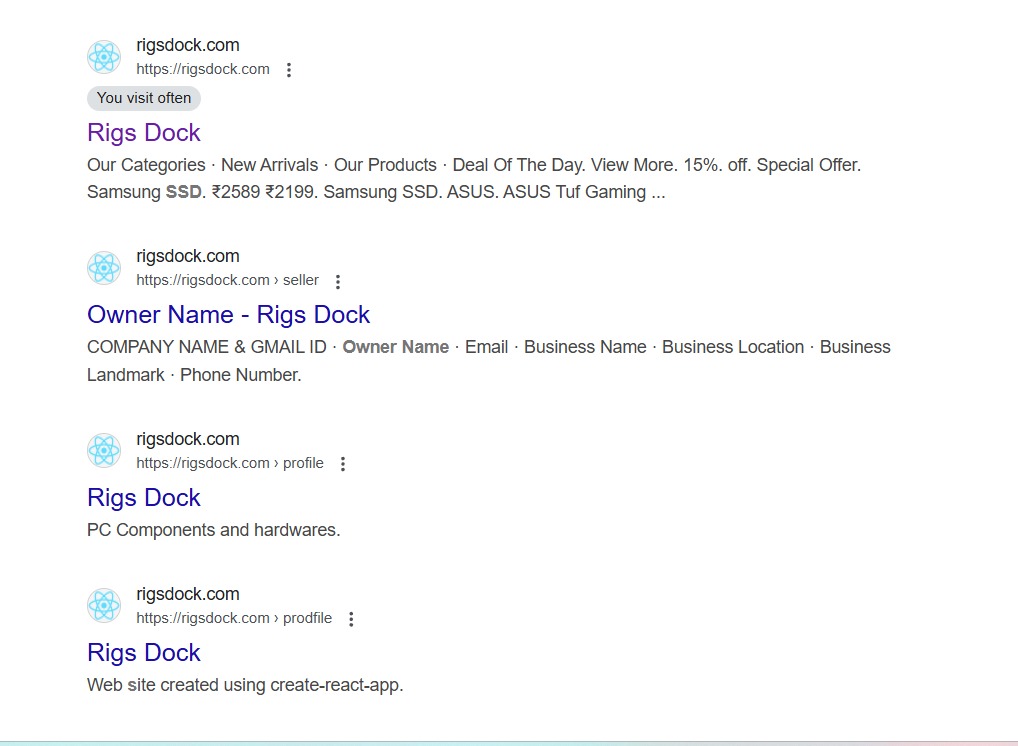 rigsdock.com
https://rigsdock.com
You visit often
Rigs Dock
Our Categories · New Arrivals · Our Products · Deal Of The Day. View More. 15%. off. Special Offer.
Samsung SSD. ₹2589 ₹2199. Samsung SSD. ASUS. ASUS Tuf Gaming ...
rigsdock.com
https://rigsdock.com › seller
Owner Name - Rigs Dock
COMPANY NAME & GMAIL ID · Owner Name · Email · Business Name · Business Location · Business
Landmark · Phone Number.
rigsdock.com
https://rigsdock.com › profile
Rigs Dock
PC Components and hardwares.
rigsdock.com
https://rigsdock.com › prodfile
Rigs Dock
Web site created using create-react-app.